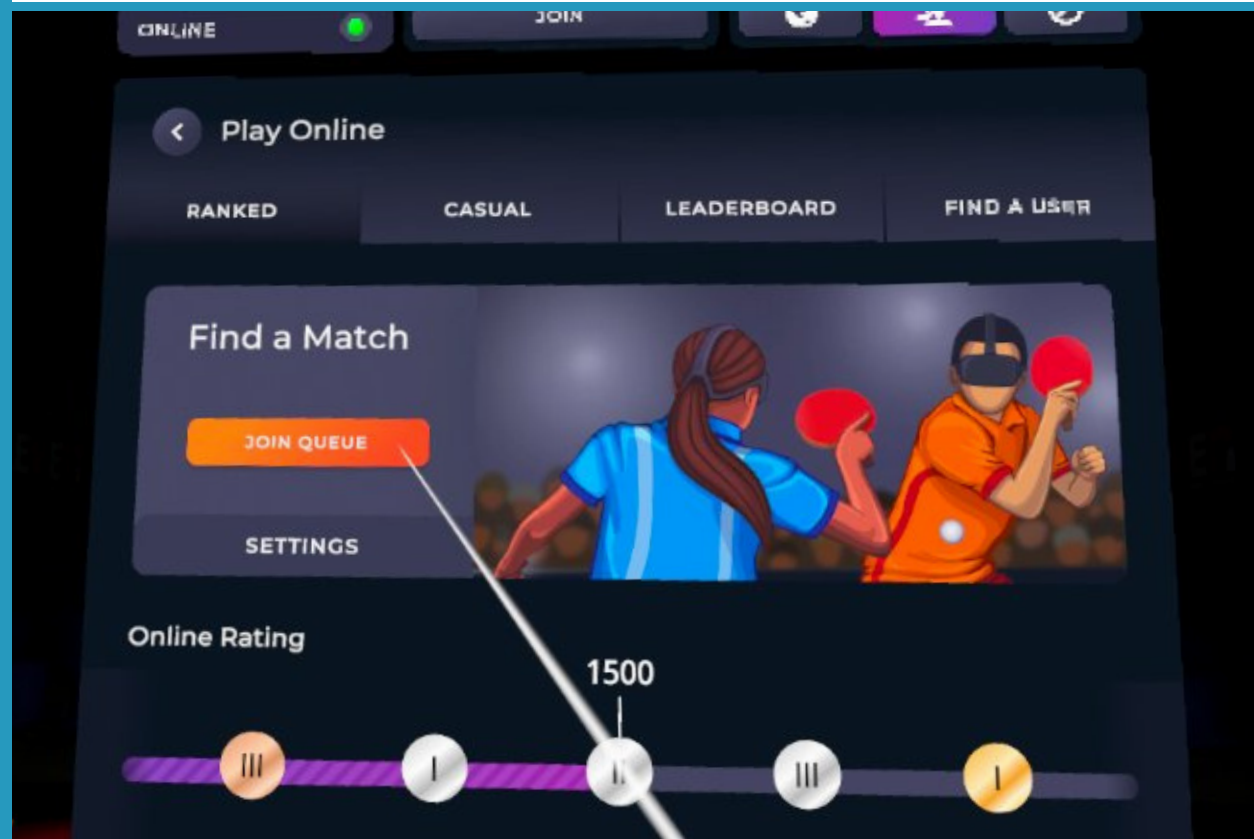 ONLINE
JOIN
Play Online
RANKED
CASUAL
LEADERBOARD
FIND A USER
Find a Match
JOIN QUEUE
SETTINGS
Online Rating
1500
III
I
II
III
I